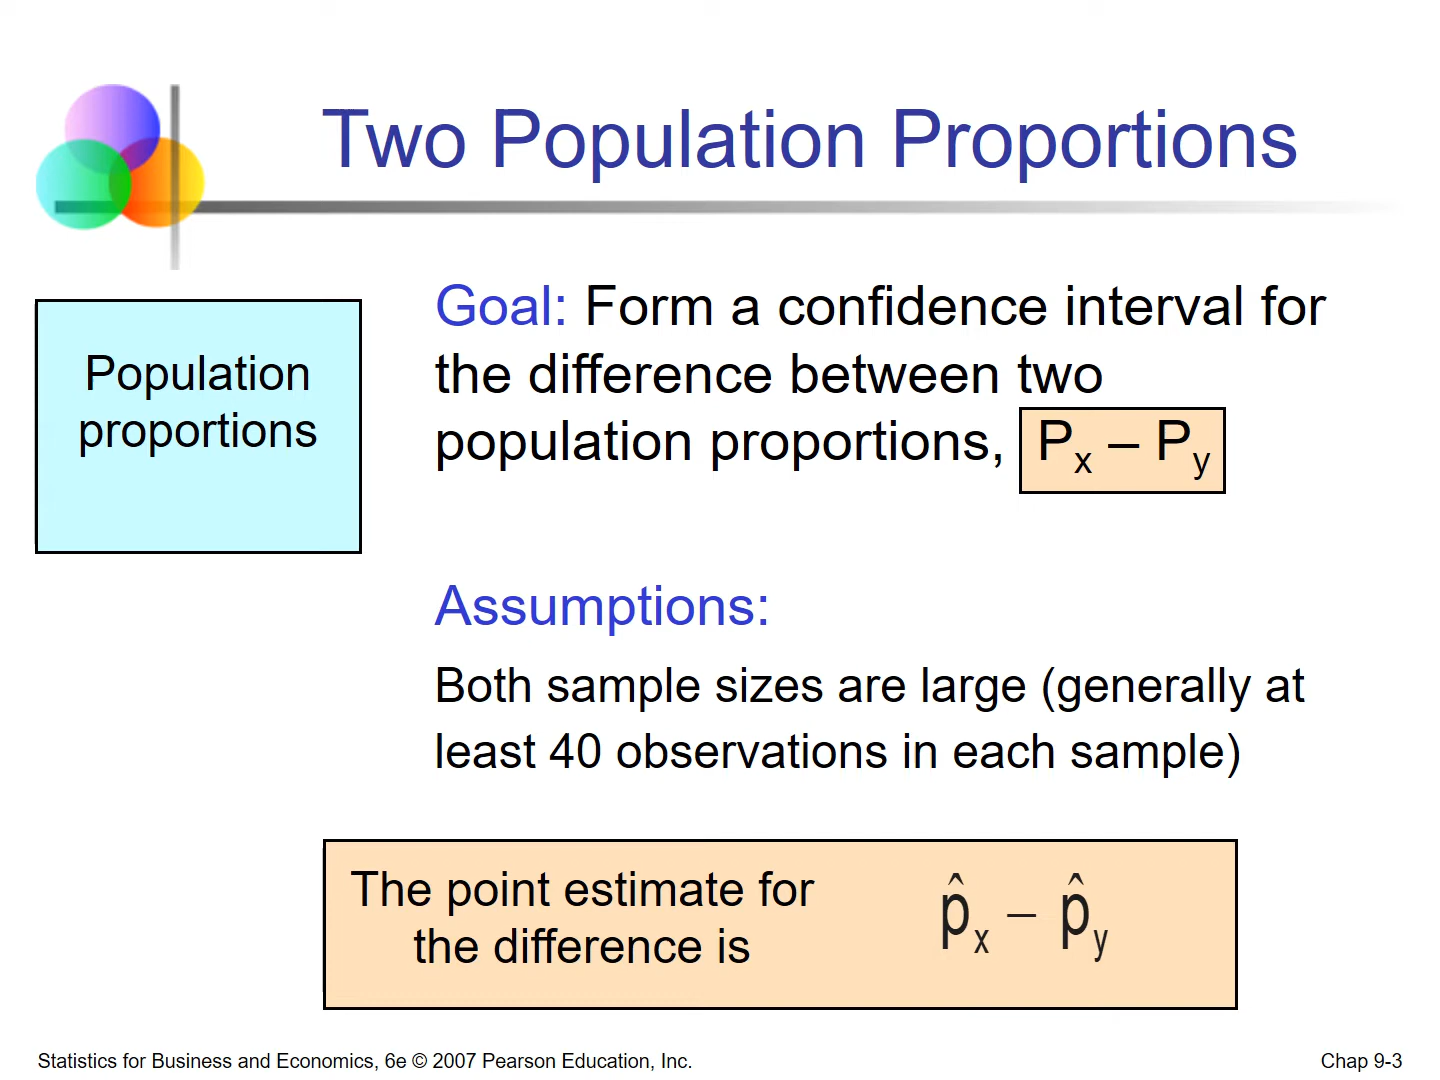 Two Population Proportions
Population
proportions
Goal: Form a confidence interval for
the difference between two
population proportions, Pₓ – Pᵧ
Assumptions:
Both sample sizes are large (generally at
least 40 observations in each sample)
The point estimate for
the difference is
p̂ₓ – p̂ᵧ
Statistics for Business and Economics, 6e © 2007 Pearson Education, Inc.
Chap 9-3